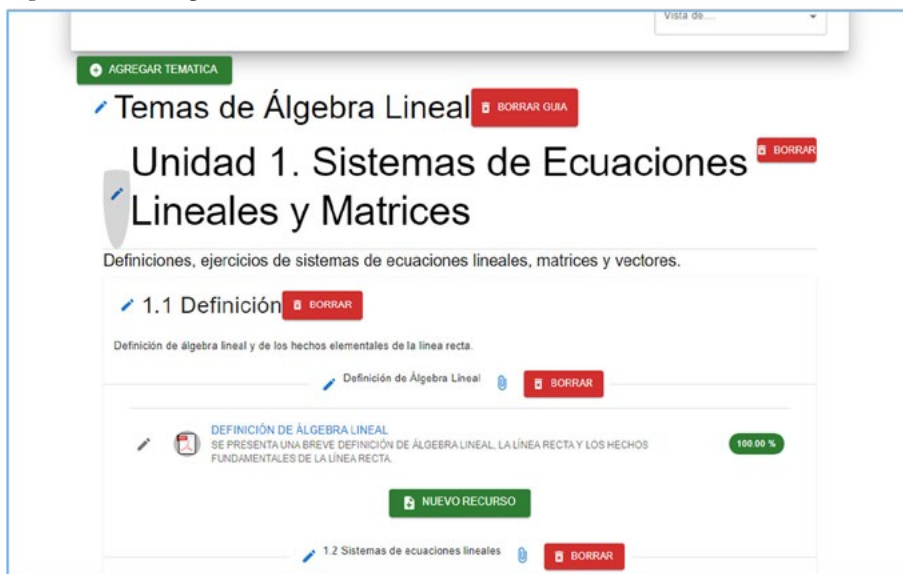 Vista de....
AGREGAR TEMATICA
Temas de Álgebra Lineal BORRAR GUIA
Unidad 1. Sistemas de Ecuaciones BORRAR
Lineales y Matrices
Definiciones, ejercicios de sistemas de ecuaciones lineales, matrices y vectores.
1.1 Definición BORRAR
Definición de álgebra lineal y de los hechos elementales de la línea recta.
Definición de Álgebra Lineal BORRAR
DEFINICIÓN DE ÁLGEBRA LINEAL
SE PRESENTA UNA BREVE DEFINICIÓN DE ÁLGEBRA LINEAL, LA LÍNEA RECTA Y LOS HECHOS 100.00 %
FUNDAMENTALES DE LA LÍNEA RECTA.
NUEVO RECURSO
1.2 Sistemas de ecuaciones lineales BORRAR